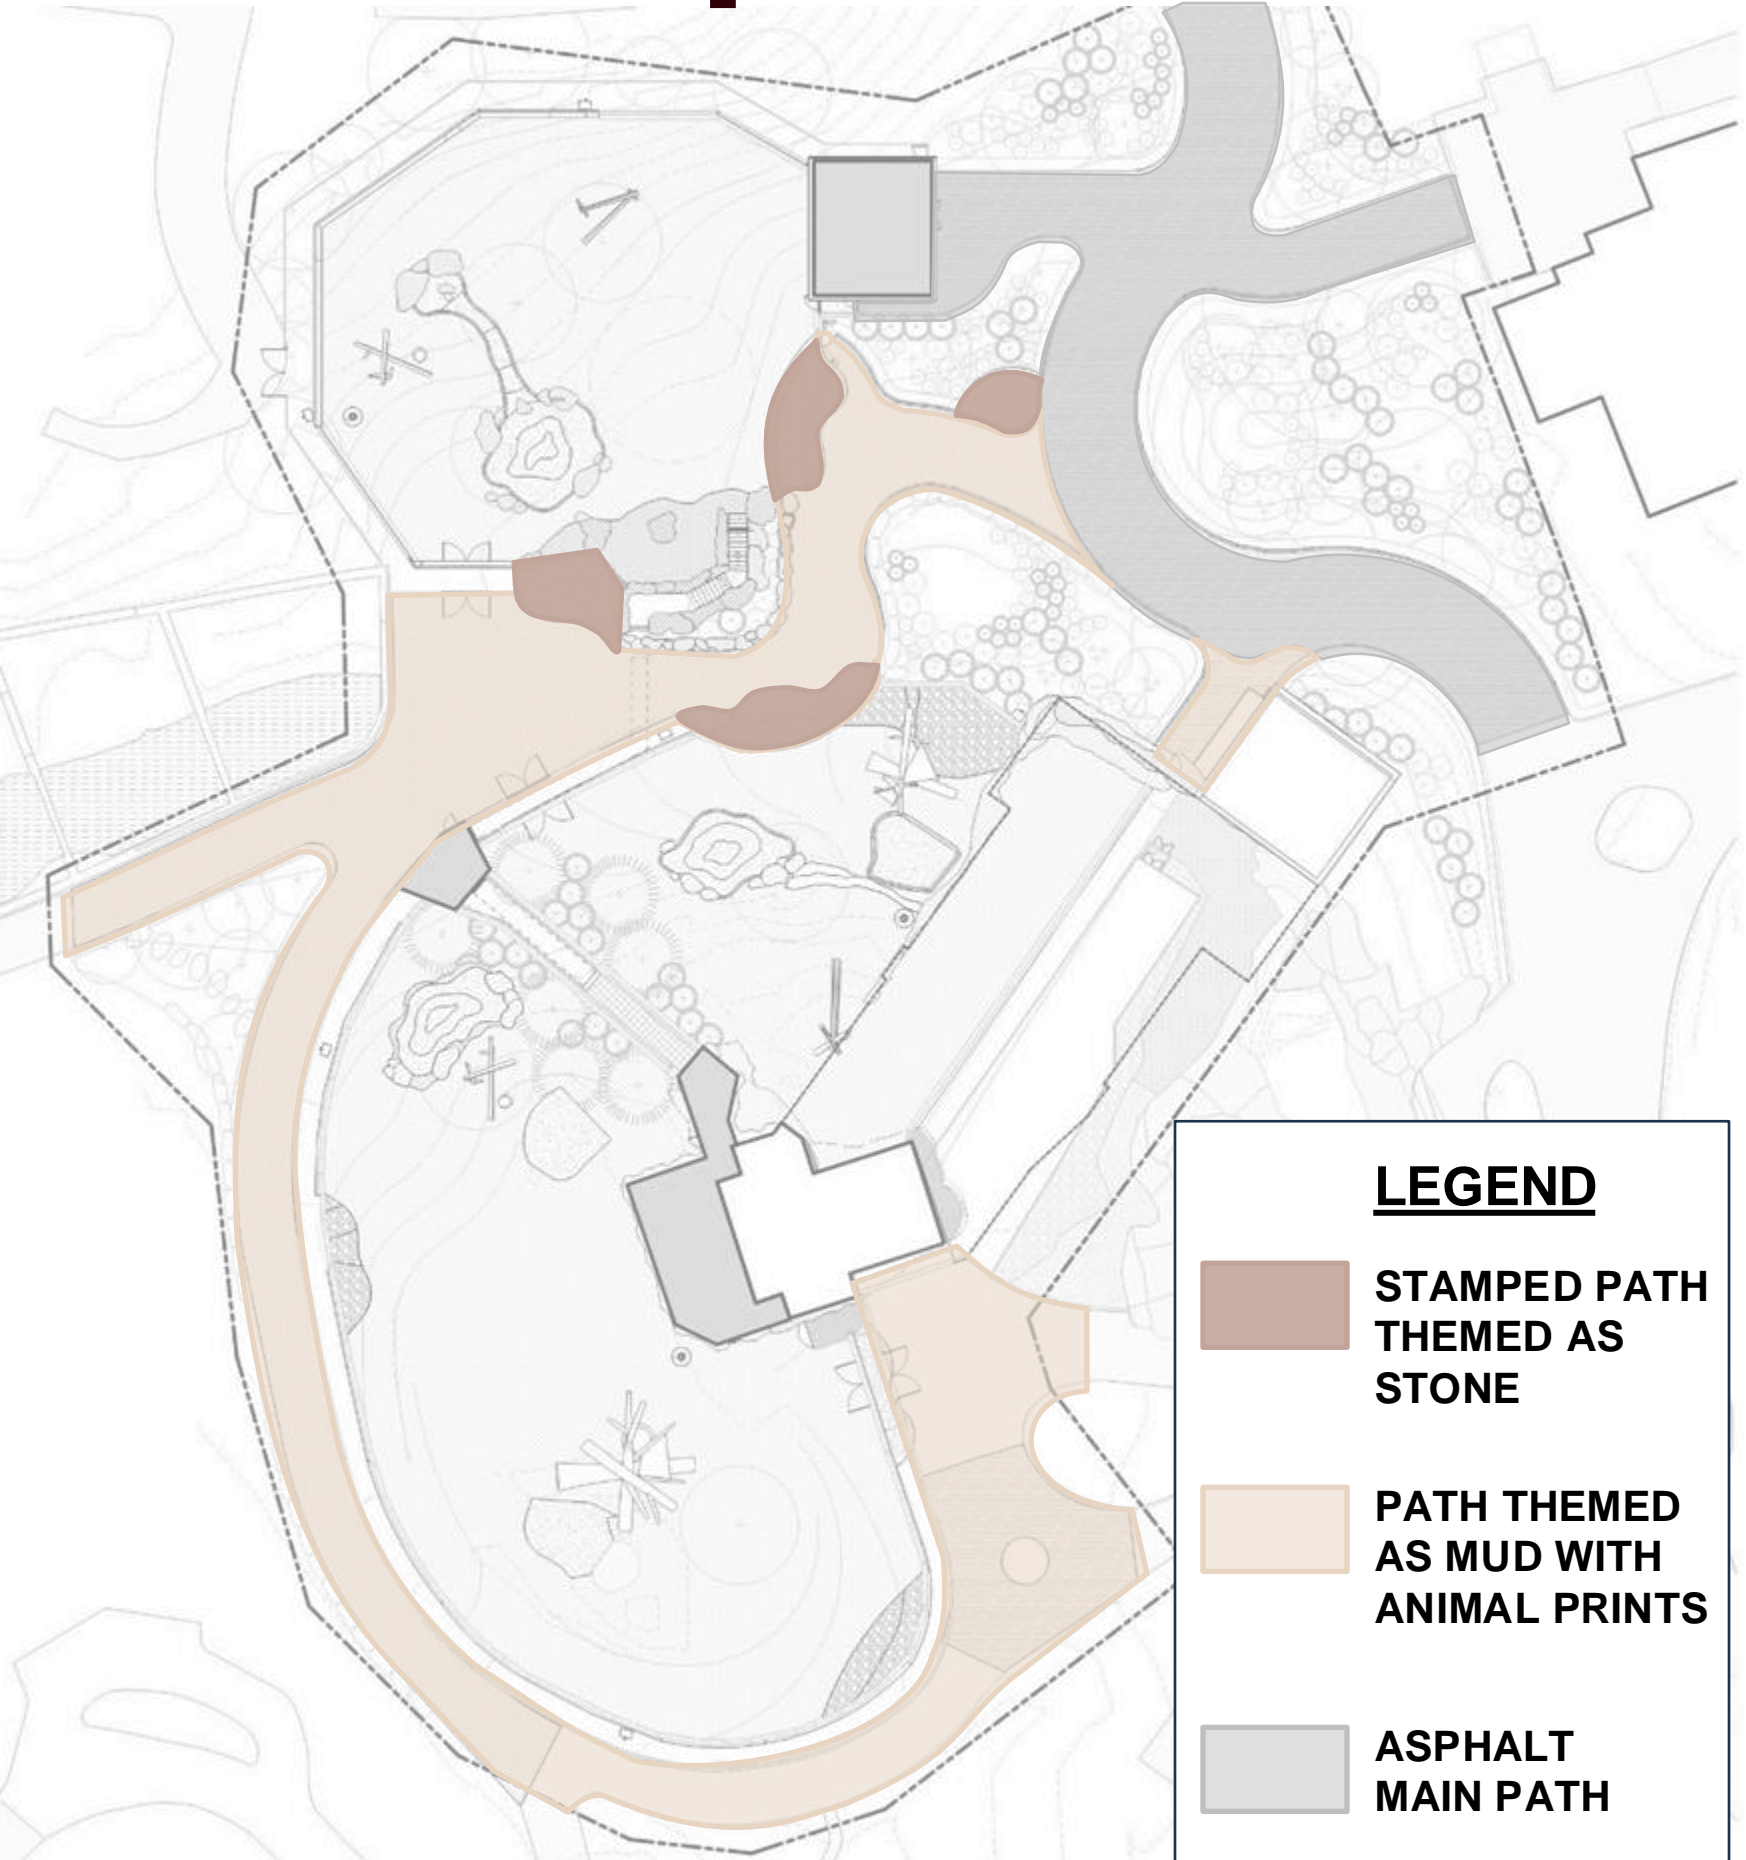 LEGEND
STAMPED PATH
THEMED AS
STONE
PATH THEMED
AS MUD WITH
ANIMAL PRINTS
ASPHALT
MAIN PATH